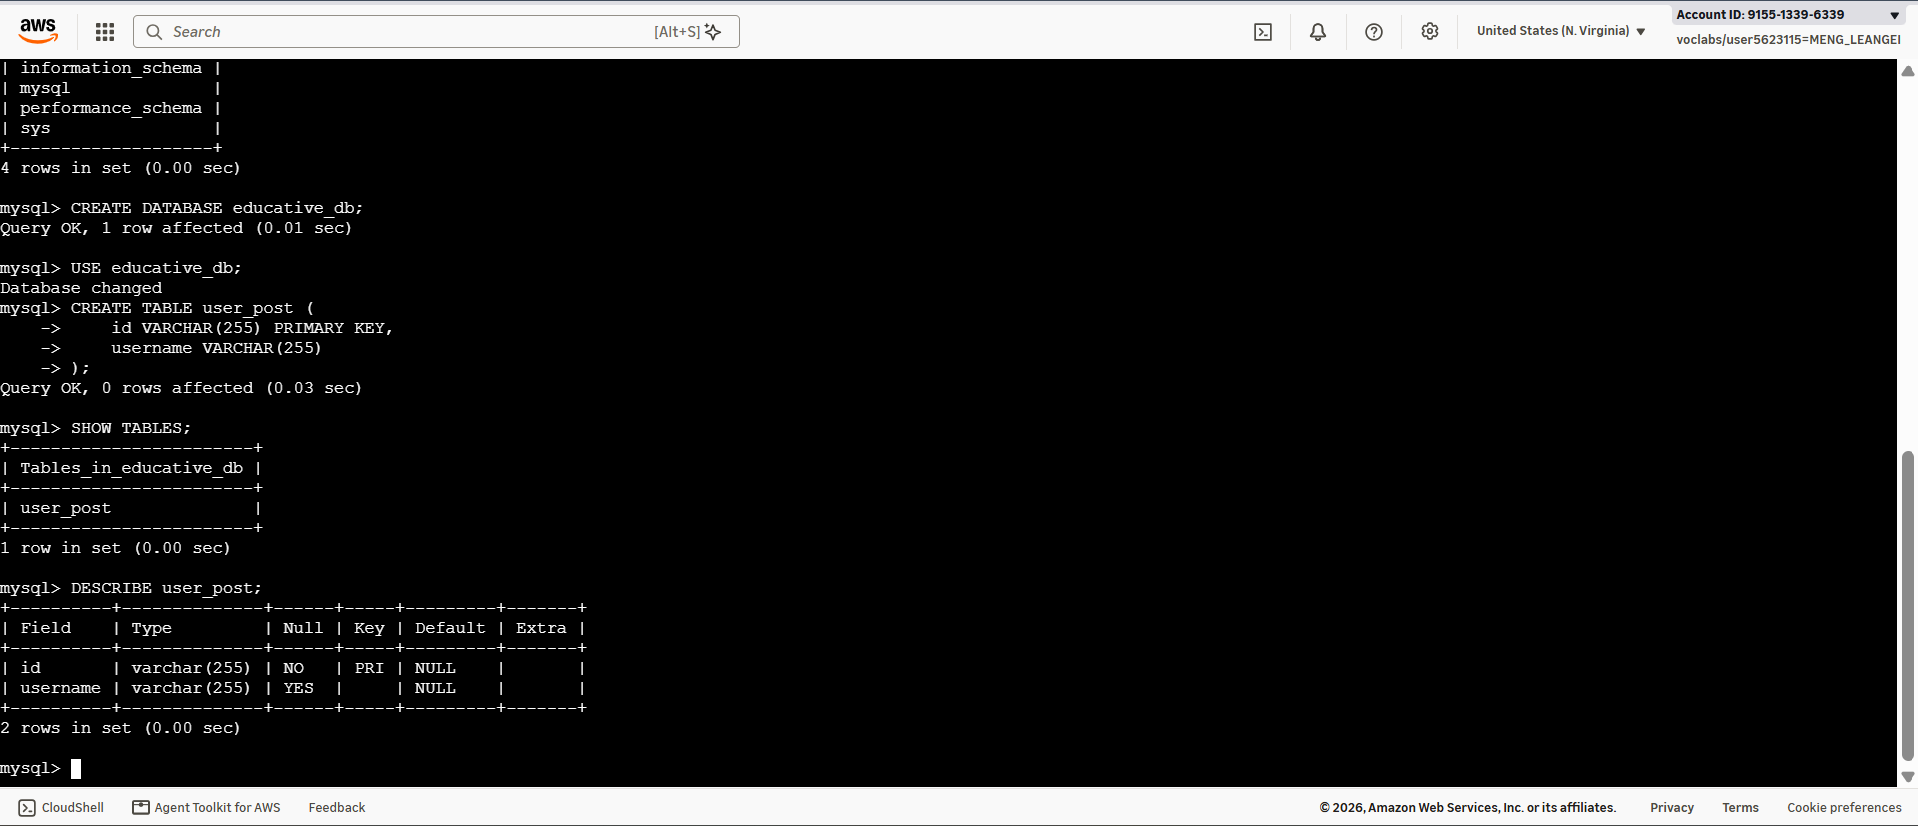 aws
Search [Alt+S]
United States (N. Virginia)
Account ID: 9155-1339-6339
voclabs/user5623115=MENG_LEANGEI
| information_schema |
| mysql              |
| performance_schema |
| sys                |
+--------------------+
4 rows in set (0.00 sec)
mysql> CREATE DATABASE educative_db;
Query OK, 1 row affected (0.01 sec)
mysql> USE educative_db;
Database changed
mysql> CREATE TABLE user_post (
    ->     id VARCHAR(255) PRIMARY KEY,
    ->     username VARCHAR(255)
    -> );
Query OK, 0 rows affected (0.03 sec)
mysql> SHOW TABLES;
+------------------------+
| Tables_in_educative_db |
+------------------------+
| user_post              |
+------------------------+
1 row in set (0.00 sec)
mysql> DESCRIBE user_post;
+----------+--------------+------+-----+---------+-------+
| Field    | Type         | Null | Key | Default | Extra |
+----------+--------------+------+-----+---------+-------+
| id       | varchar(255) | NO   | PRI | NULL    |       |
| username | varchar(255) | YES  |     | NULL    |       |
+----------+--------------+------+-----+---------+-------+
2 rows in set (0.00 sec)
mysql>
CloudShell Agent Toolkit for AWS Feedback © 2026, Amazon Web Services, Inc. or its affiliates. Privacy Terms Cookie preferences